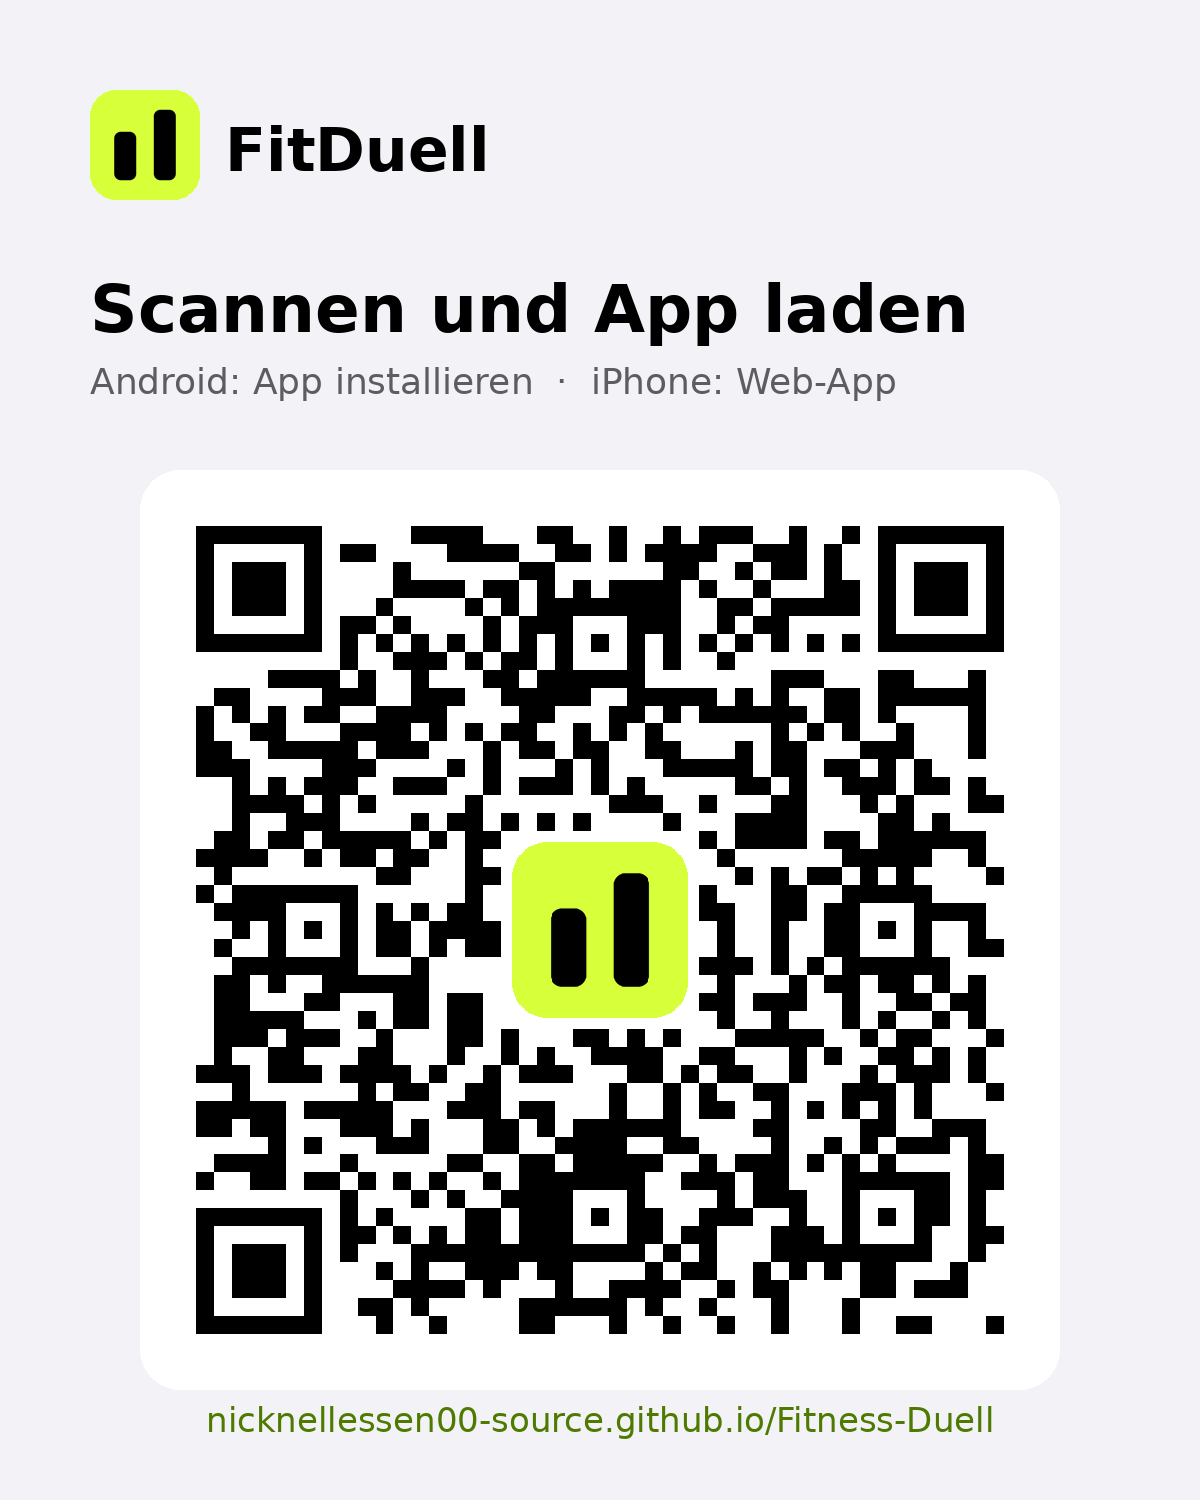 FitDuell
Scannen und App laden
Android: App installieren · iPhone: Web-App
nicknellessen00-source.github.io/Fitness-Duell